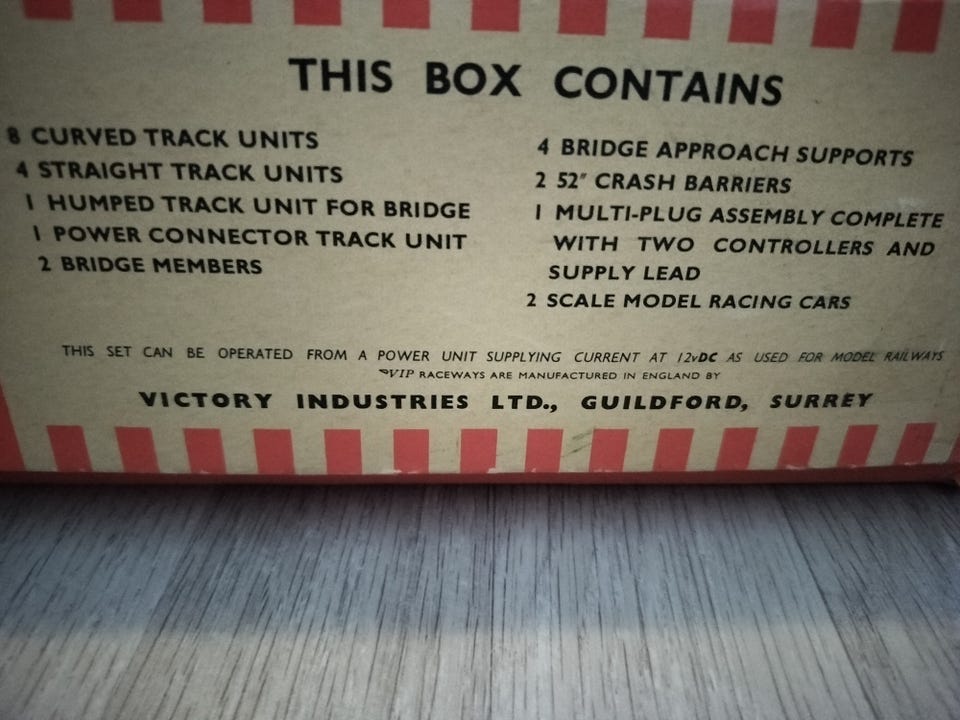 THIS BOX CONTAINS
8 CURVED TRACK UNITS
4 STRAIGHT TRACK UNITS
1 HUMPED TRACK UNIT FOR BRIDGE
1 POWER CONNECTOR TRACK UNIT
2 BRIDGE MEMBERS
4 BRIDGE APPROACH SUPPORTS
2 52" CRASH BARRIERS
1 MULTI-PLUG ASSEMBLY COMPLETE
WITH TWO CONTROLLERS AND
SUPPLY LEAD
2 SCALE MODEL RACING CARS
THIS SET CAN BE OPERATED FROM A POWER UNIT SUPPLYING CURRENT AT 12vDC AS USED FOR MODEL RAILWAYS
VIP RACEWAYS ARE MANUFACTURED IN ENGLAND BY
VICTORY INDUSTRIES LTD., GUILDFORD, SURREY